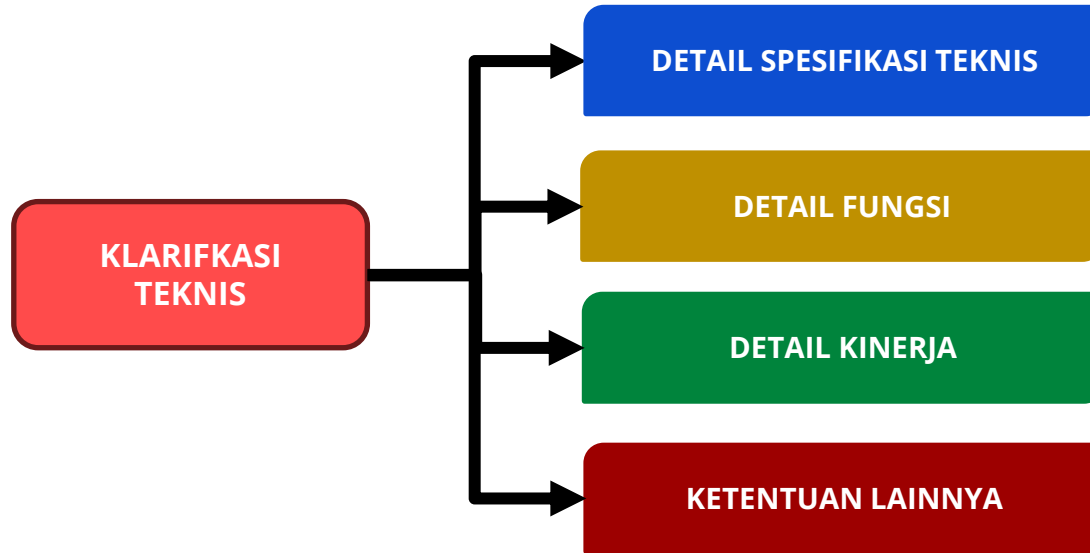 KLARIFKASI
TEKNIS
DETAIL SPESIFIKASI TEKNIS
DETAIL FUNGSI
DETAIL KINERJA
KETENTUAN LAINNYA